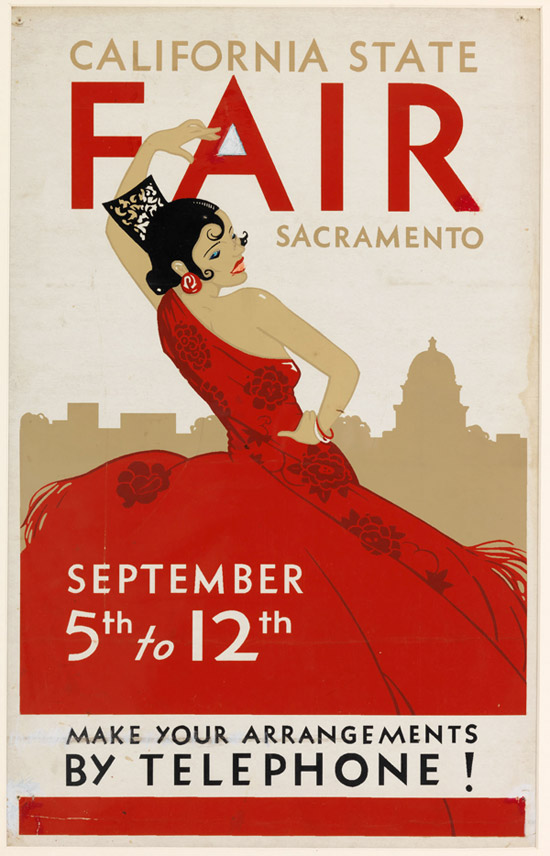 CALIFORNIA STATE
FAIR
SACRAMENTO
SEPTEMBER
5th to 12th
MAKE YOUR ARRANGEMENTS
BY TELEPHONE!